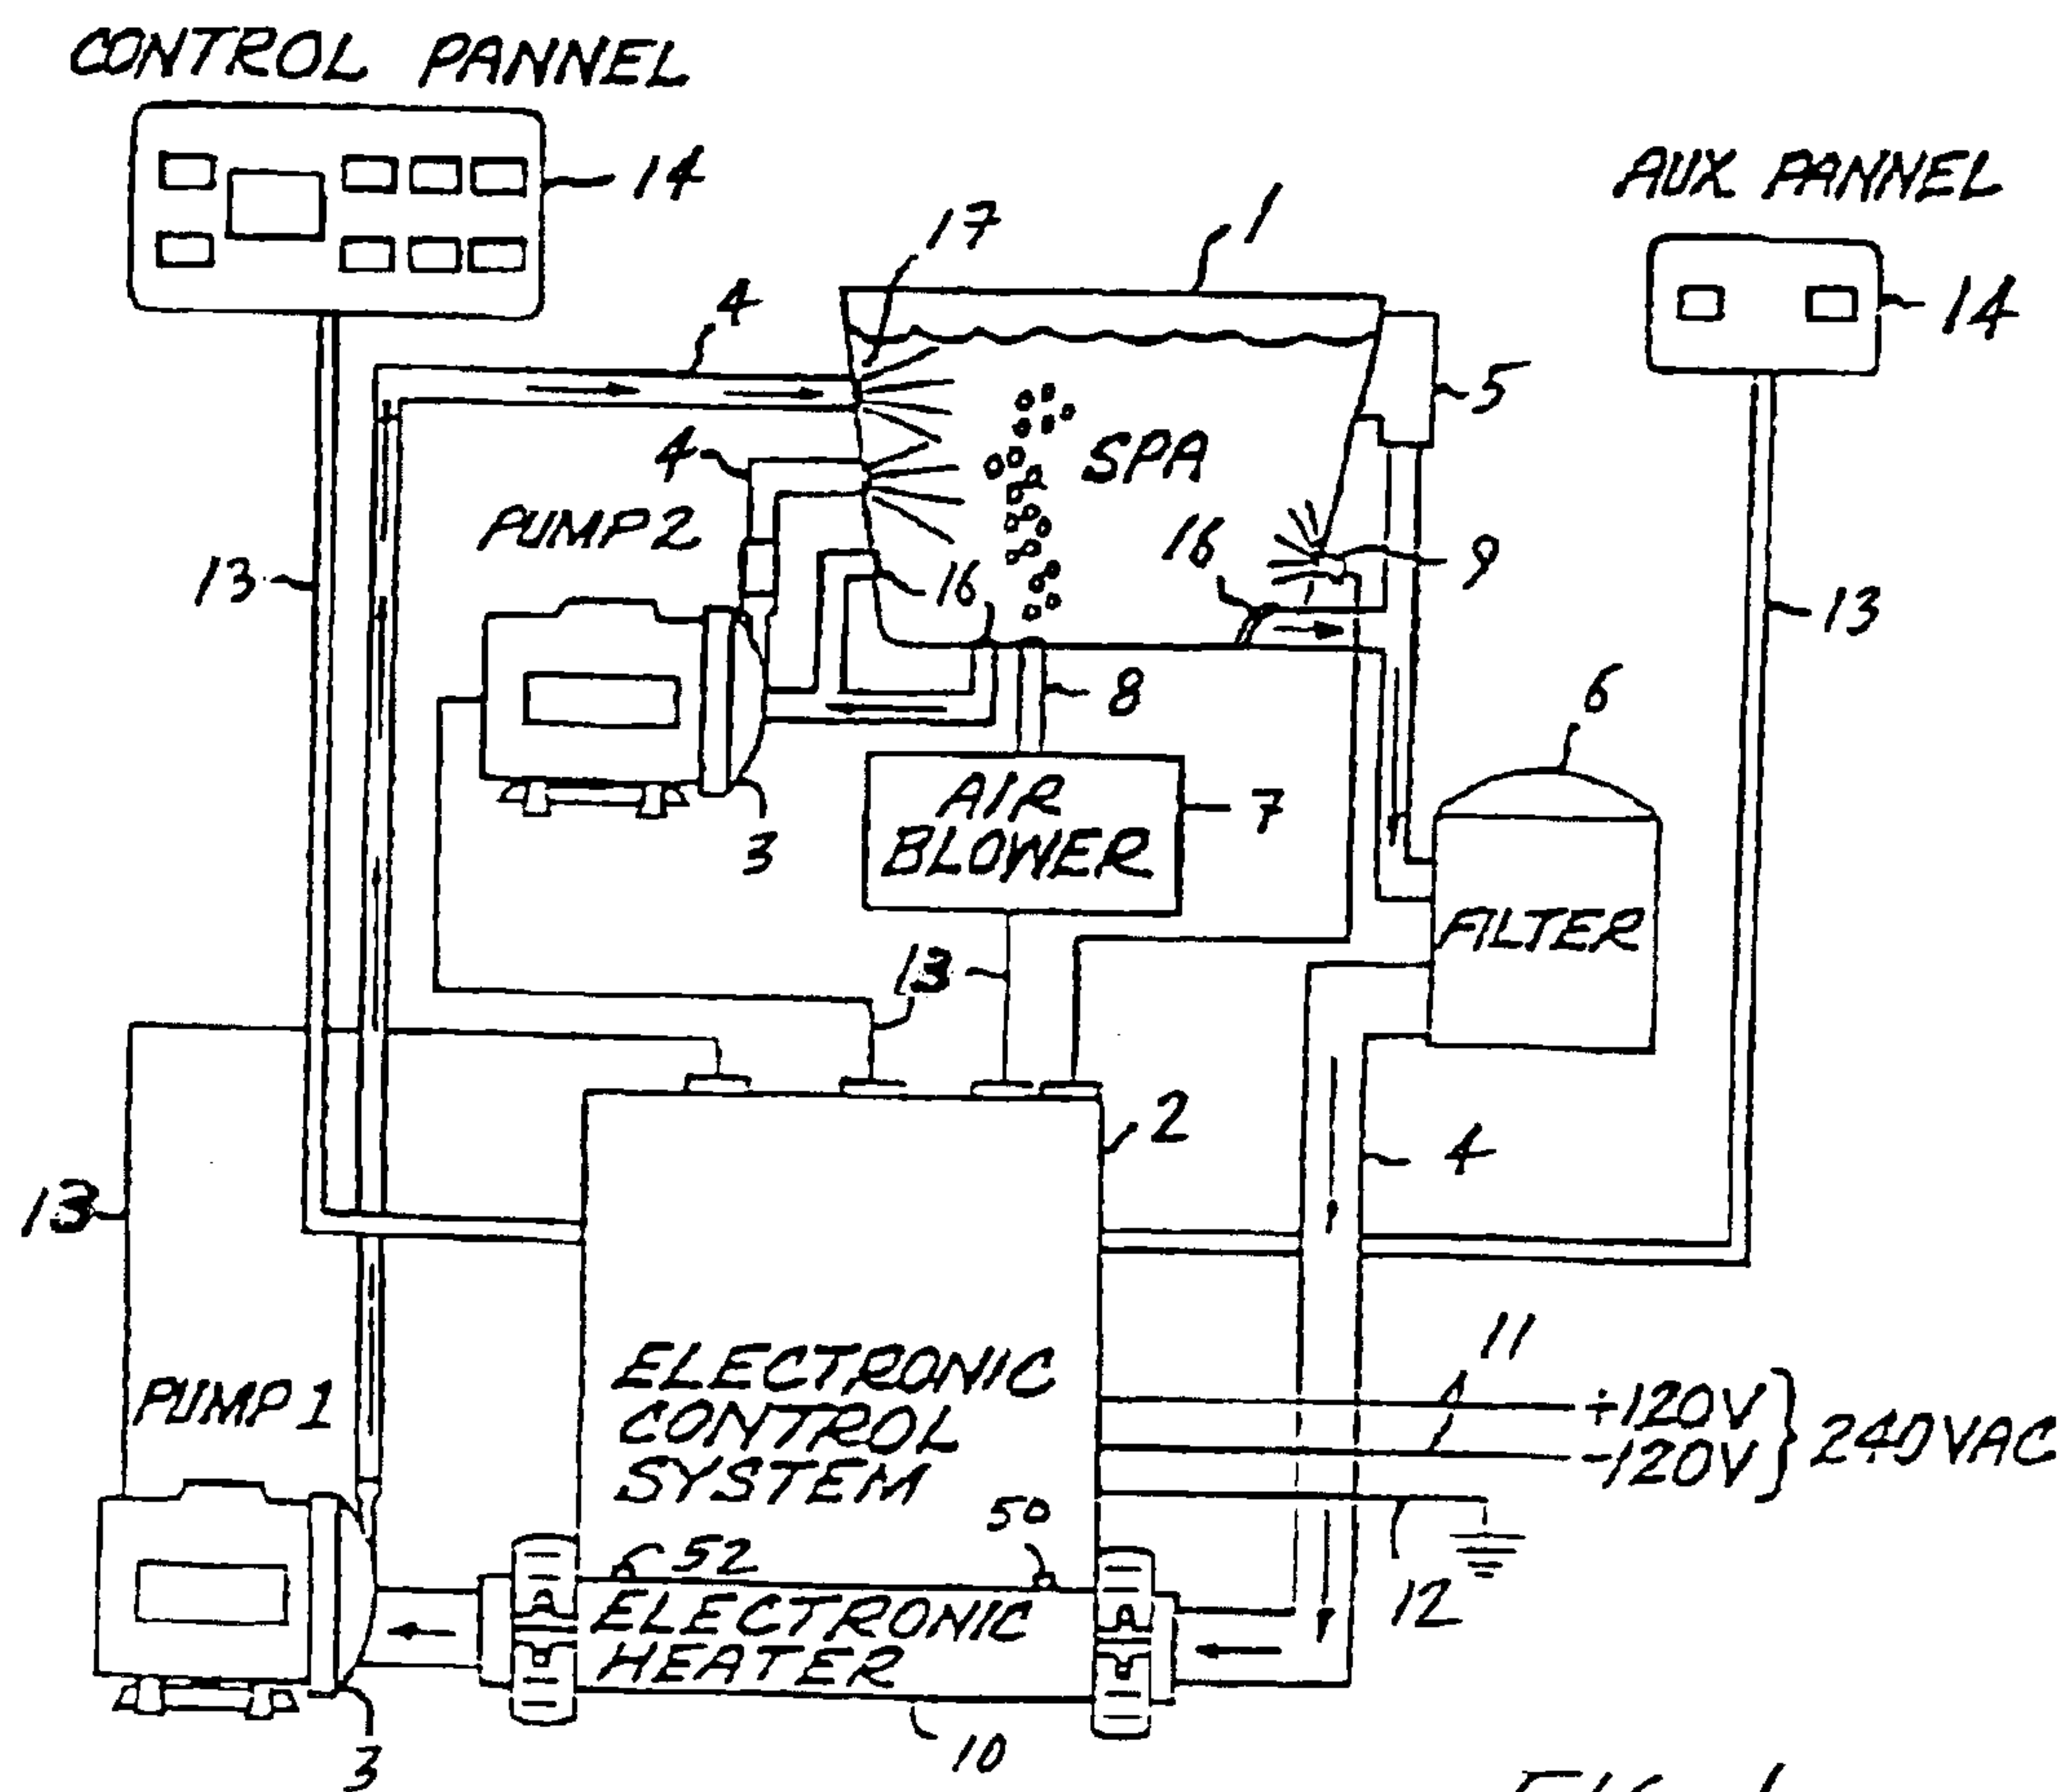 CONTROL PANNEL
14
AUX PANNEL
14
17
1
4
5
4
SPA
PUMP 2
16
16
9
13
13
8
6
AIR
BLOWER
7
3
FILTER
13
2
4
13
11
ELECTRONIC
CONTROL
SYSTEM
+120V
-120V
240VAC
PUMP 1
50
52
12
ELECTRONIC
HEATER
10
3